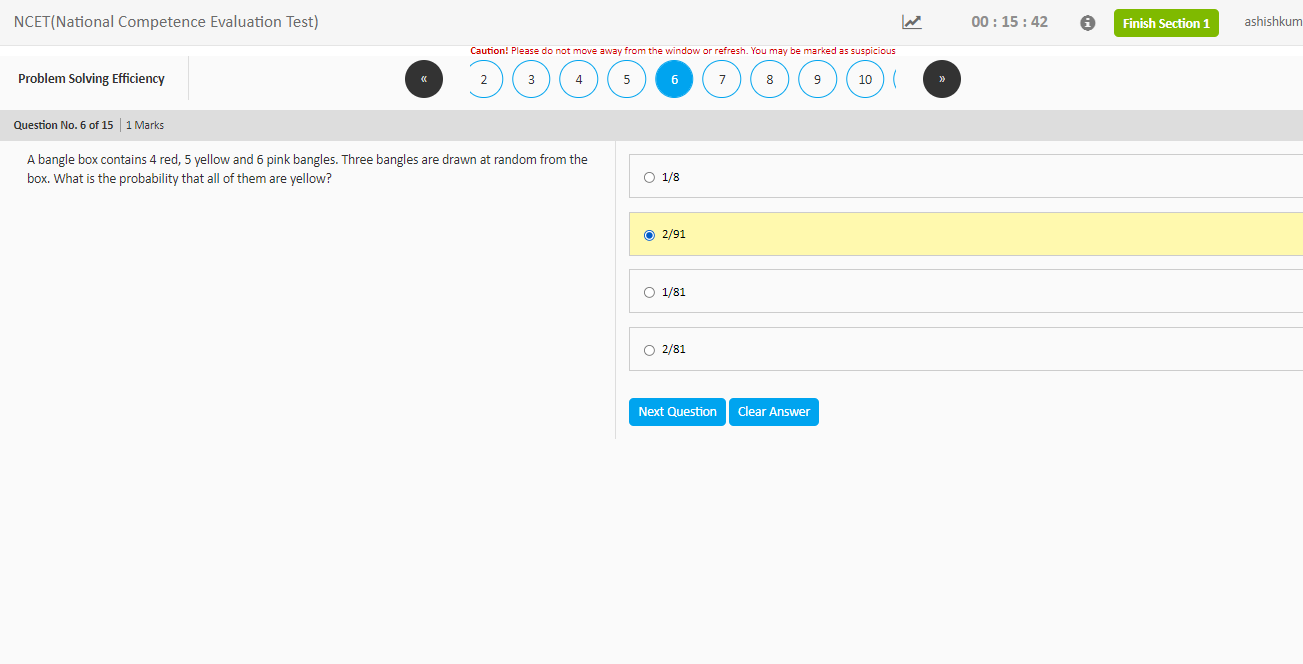 NCET(National Competence Evaluation Test)
00 : 15 : 42
Finish Section 1
ashishkum
Caution! Please do not move away from the window or refresh. You may be marked as suspicious
Problem Solving Efficiency
«
2
3
4
5
6
7
8
9
10
»
Question No. 6 of 15
1 Marks
A bangle box contains 4 red, 5 yellow and 6 pink bangles. Three bangles are drawn at random from the
box. What is the probability that all of them are yellow?
1/8
2/91
1/81
2/81
Next Question
Clear Answer